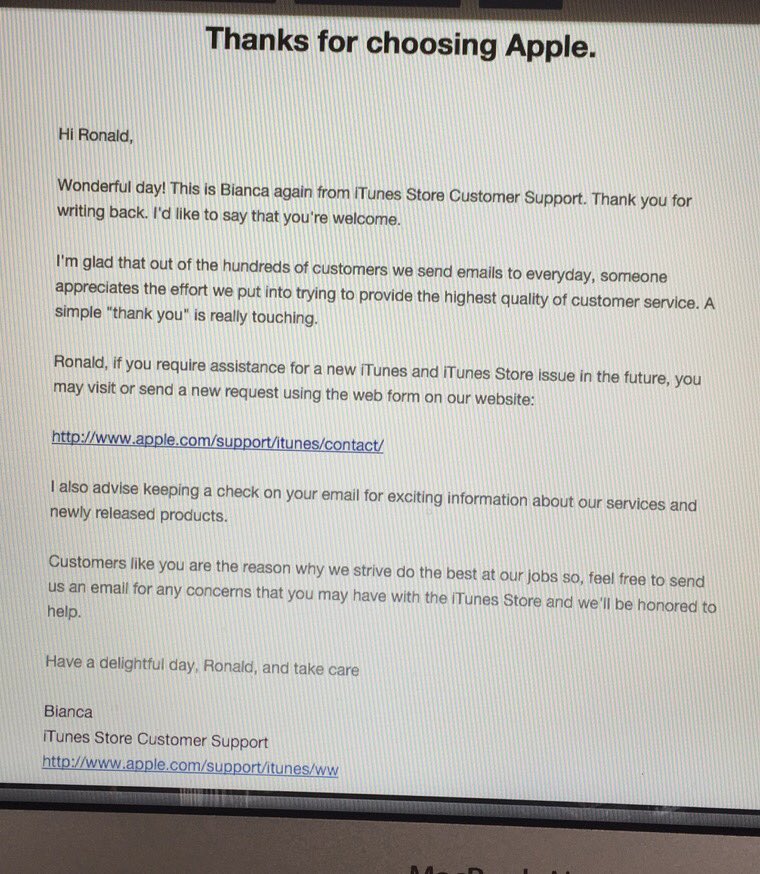 Thanks for choosing Apple.
Hi Ronald,
Wonderful day! This is Bianca again from iTunes Store Customer Support. Thank you for
writing back. I'd like to say that you're welcome.
I'm glad that out of the hundreds of customers we send emails to everyday, someone
appreciates the effort we put into trying to provide the highest quality of customer service. A
simple "thank you" is really touching.
Ronald, if you require assistance for a new iTunes and iTunes Store issue in the future, you
may visit or send a new request using the web form on our website:
http://www.apple.com/support/itunes/contact/
I also advise keeping a check on your email for exciting information about our services and
newly released products.
Customers like you are the reason why we strive do the best at our jobs so, feel free to send
us an email for any concerns that you may have with the iTunes Store and we'll be honored to
help.
Have a delightful day, Ronald, and take care
Bianca
iTunes Store Customer Support
http://www.apple.com/support/itunes/ww